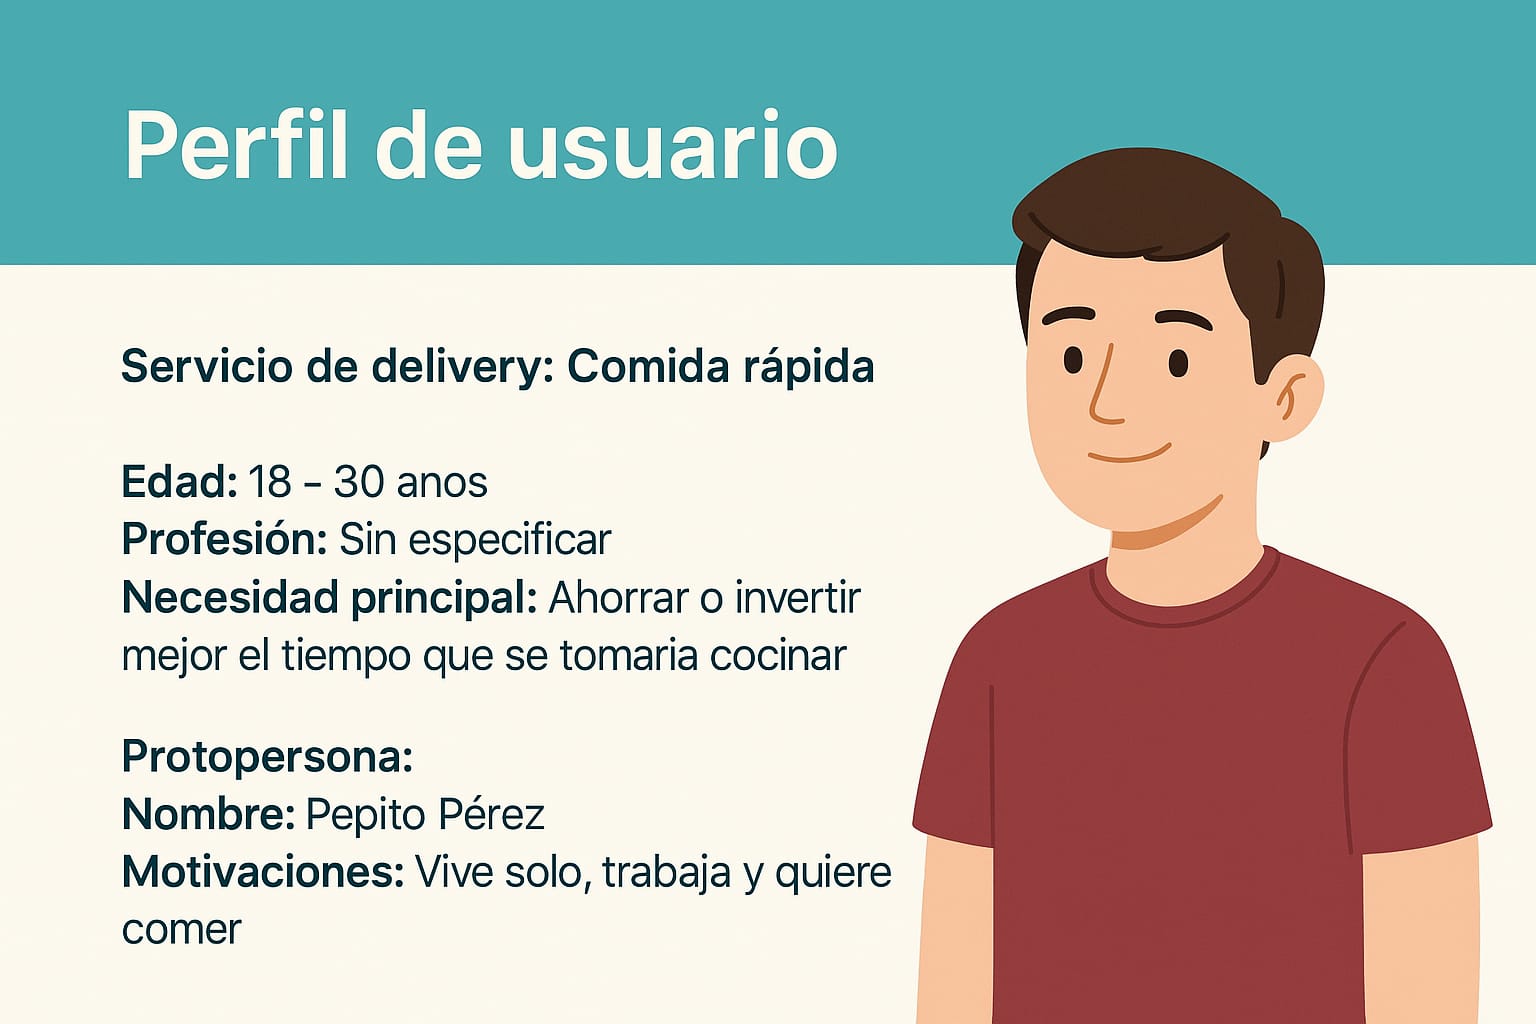 Perfil de usuario
Servicio de delivery: Comida rápida
Edad: 18 - 30 anos
Profesión: Sin especificar
Necesidad principal: Ahorrar o invertir
mejor el tiempo que se tomaria cocinar
Protopersona:
Nombre: Pepito Pérez
Motivaciones: Vive solo, trabaja y quiere
comer